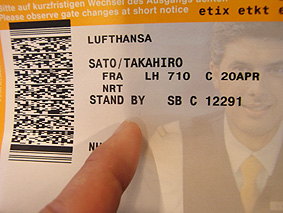 Bitte auf kurzfristigen Wechsel des Ausgangs achten
Please observe gate changes at short notice etix etkt
LUFTHANSA
SATO/TAKAHIRO
FRA LH 710 C 20APR
NRT
STAND BY SB C 12291